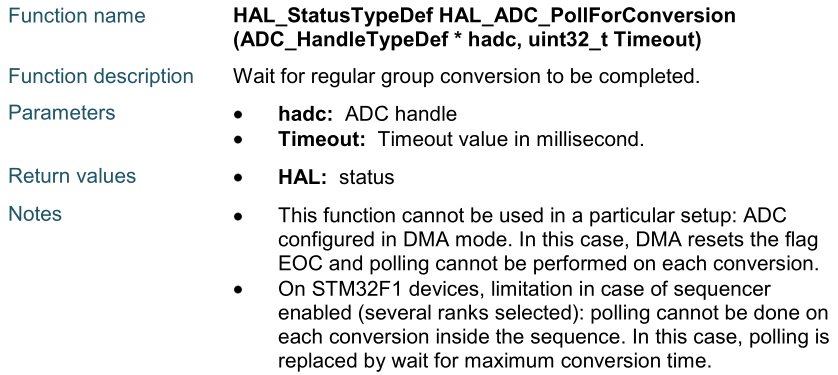 Function name HAL_StatusTypeDef HAL_ADC_PollForConversion
(ADC_HandleTypeDef * hadc, uint32_t Timeout)
Function description Wait for regular group conversion to be completed.
Parameters • hadc: ADC handle
• Timeout: Timeout value in millisecond.
Return values • HAL: status
Notes • This function cannot be used in a particular setup: ADC
configured in DMA mode. In this case, DMA resets the flag
EOC and polling cannot be performed on each conversion.
• On STM32F1 devices, limitation in case of sequencer
enabled (several ranks selected): polling cannot be done on
each conversion inside the sequence. In this case, polling is
replaced by wait for maximum conversion time.